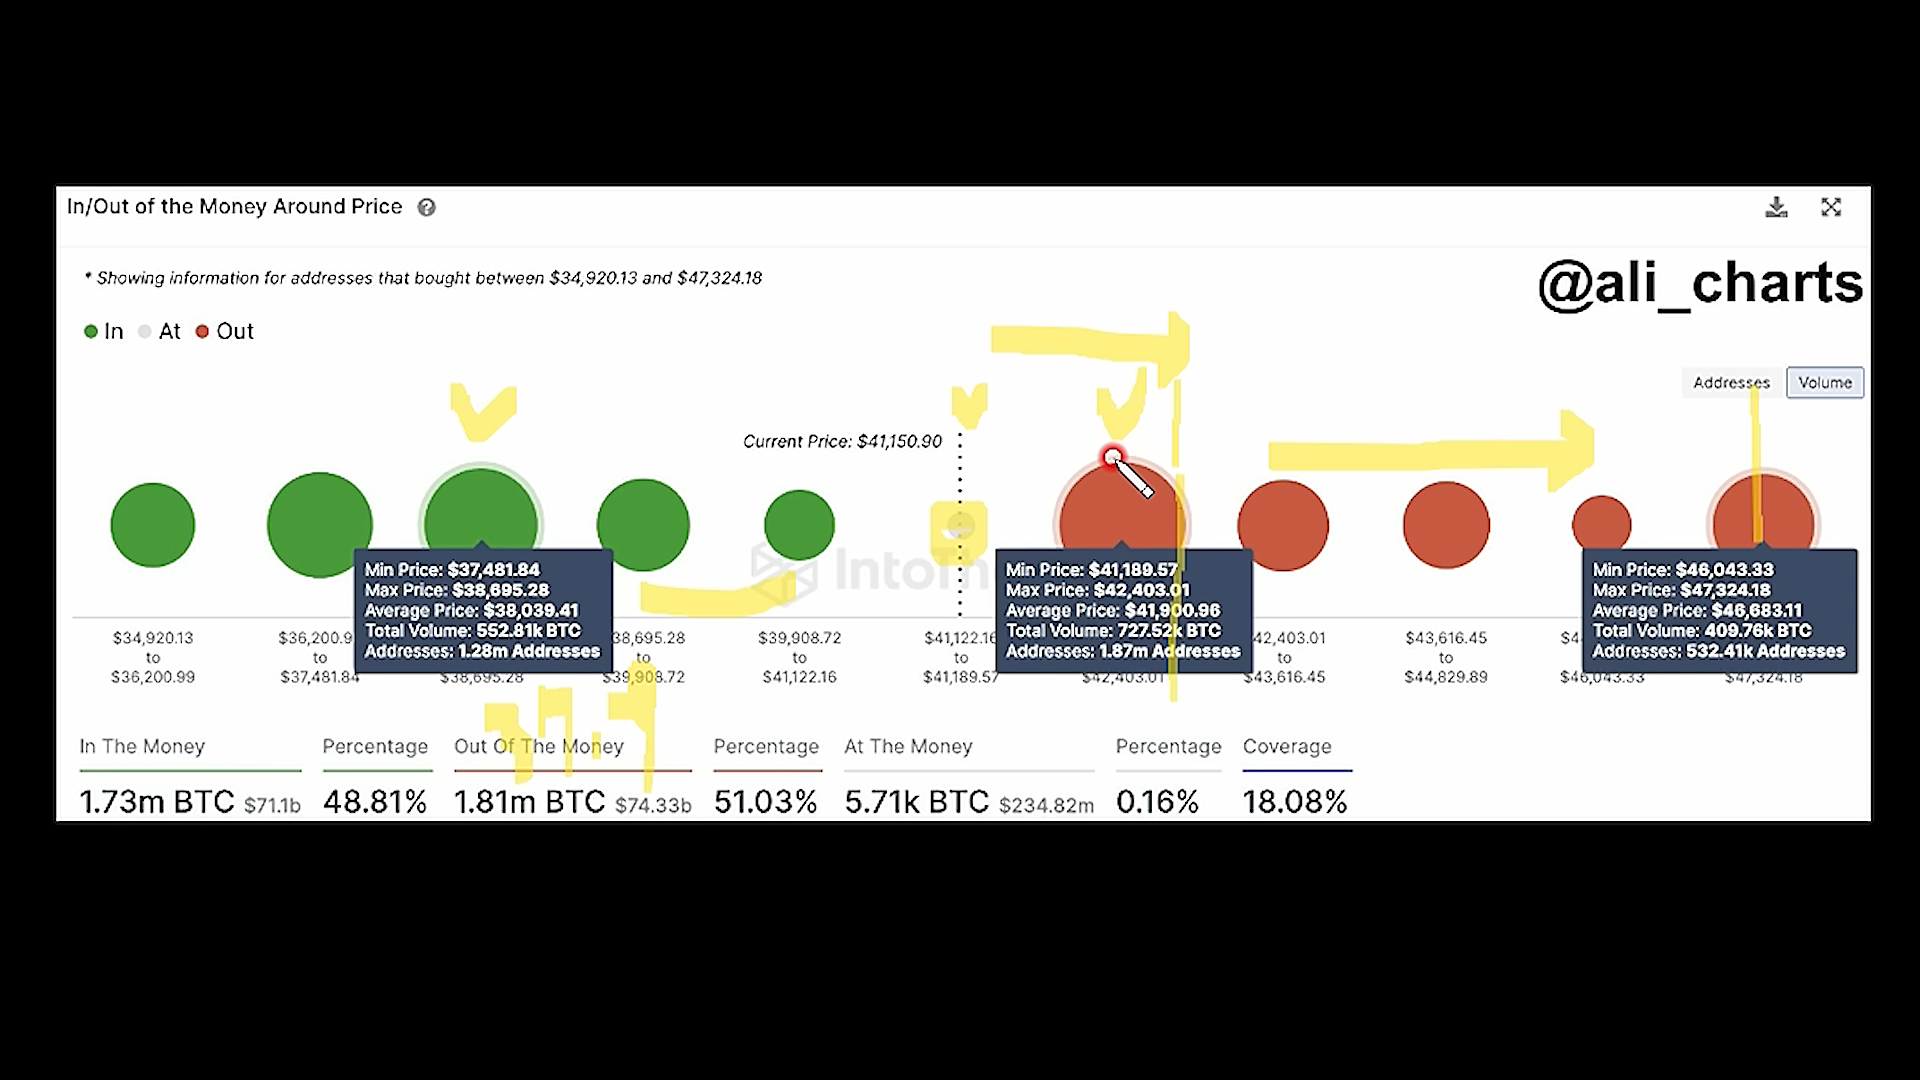 In/Out of the Money Around Price ?
* Showing information for addresses that bought between $34,920.13 and $47,324.18
@ali_charts
In At Out
Addresses Volume
Current Price: $41,150.90
Min Price: $37,481.84
Max Price: $38,695.28
Average Price: $38,039.41
Total Volume: 552.81k BTC
Addresses: 1.28m Addresses
IntoTh
Min Price: $41,189.57
Max Price: $42,403.01
Average Price: $41,900.96
Total Volume: 727.52k BTC
Addresses: 1.87m Addresses
Min Price: $46,043.33
Max Price: $47,324.18
Average Price: $46,683.11
Total Volume: 409.76k BTC
Addresses: 532.41k Addresses
$34,920.13
to
$36,200.99
$36,200.9
to
$37,481.84
$38,695.28
38,695.28
to
$39,908.72
$39,908.72
to
$41,122.16
$41,122.16
to
$41,189.57
$42,403.01
42,403.01
to
$43,616.45
$43,616.45
to
$44,829.89
$46,043.33
$47,324.18
In The Money Percentage Out Of The Money Percentage At The Money Percentage Coverage
1.73m BTC $71.1b 48.81% 1.81m BTC $74.33b 51.03% 5.71k BTC $234.82m 0.16% 18.08%